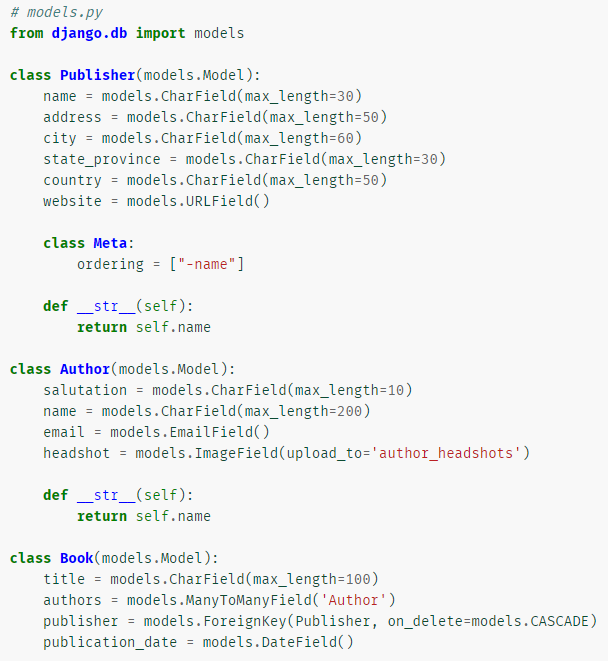 # models.py
from django.db import models

class Publisher(models.Model):
    name = models.CharField(max_length=30)
    address = models.CharField(max_length=50)
    city = models.CharField(max_length=60)
    state_province = models.CharField(max_length=30)
    country = models.CharField(max_length=50)
    website = models.URLField()

    class Meta:
        ordering = ["-name"]

    def __str__(self):
        return self.name

class Author(models.Model):
    salutation = models.CharField(max_length=10)
    name = models.CharField(max_length=200)
    email = models.EmailField()
    headshot = models.ImageField(upload_to='author_headshots')

    def __str__(self):
        return self.name

class Book(models.Model):
    title = models.CharField(max_length=100)
    authors = models.ManyToManyField('Author')
    publisher = models.ForeignKey(Publisher, on_delete=models.CASCADE)
    publication_date = models.DateField()